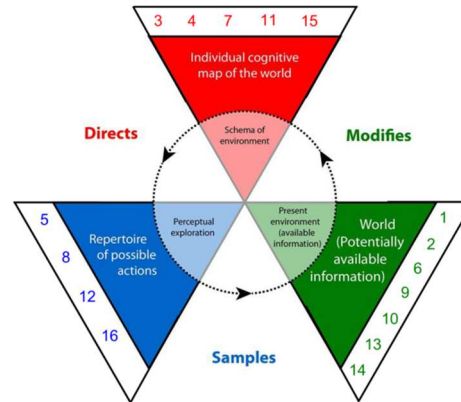 3 4 7 11 15
Individual cognitive
map of the world
Directs
Modifies
Schema of
environment
5
8
12
16
Repertoire
of possible
actions
Perceptual
exploration
Present
environment
(available
information)
World
(Potentially
available
information)
1
2
6
9
10
13
14
Samples